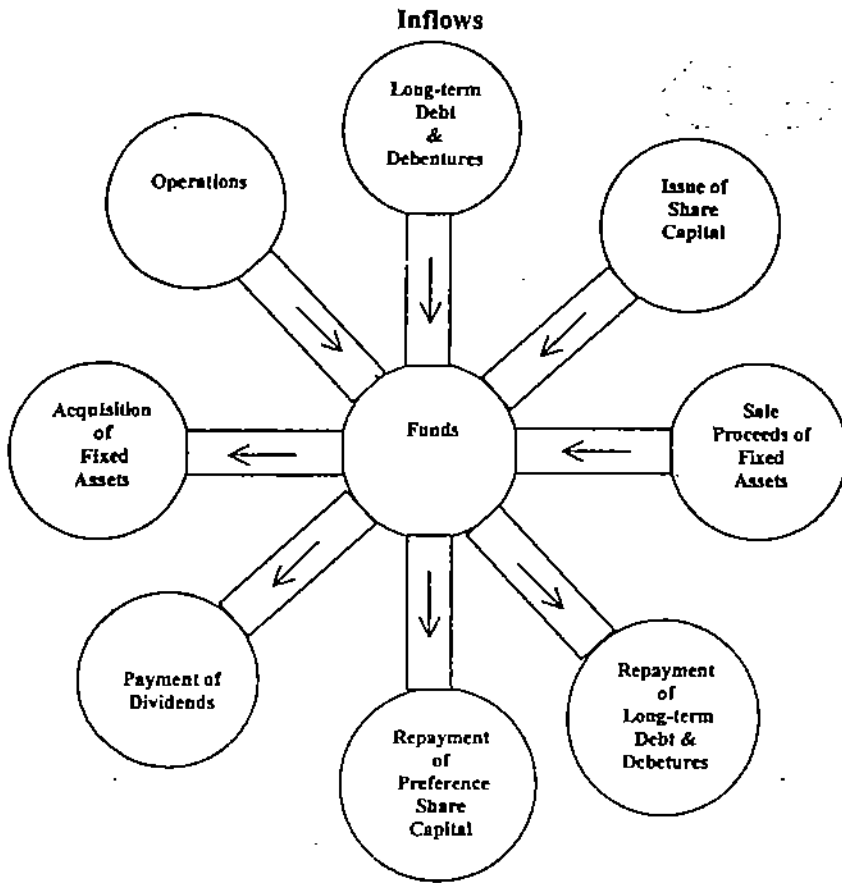 Inflows
Long-term
Debt
&
Debentures
Operations
Issue of
Share
Capital
Acquisition
of
Fixed
Assets
Funds
Sale
Proceeds of
Fixed
Assets
Payment of
Dividends
Repayment
of
Preference
Share
Capital
Repayment
of
Long-term
Debt &
Debetures